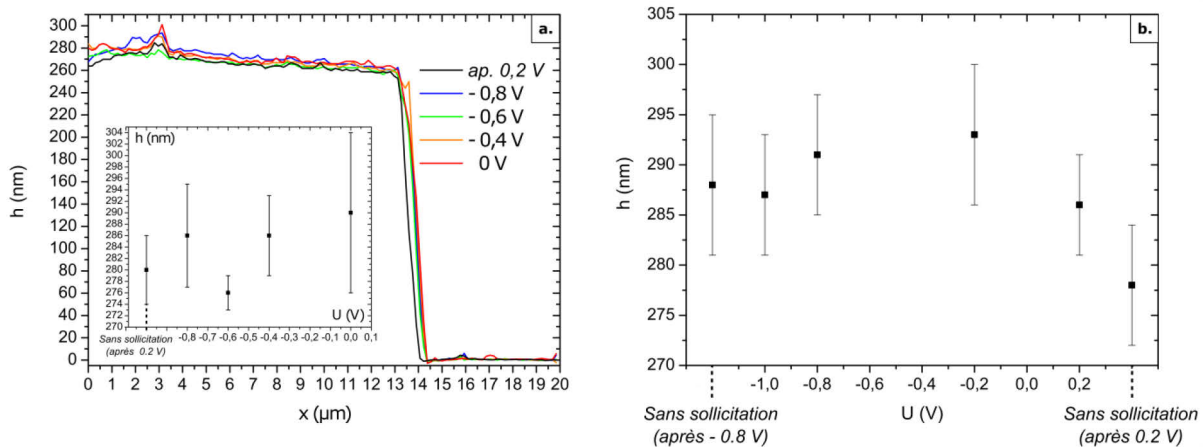 a.
h (nm)
300
280
260
240
220
200
180
160
140
120
100
80
60
40
20
0
ap. 0,2 V
- 0,8 V
- 0,6 V
- 0,4 V
0 V
h (nm)
304
302
300
298
296
294
292
290
288
286
284
282
280
278
276
274
272
270
-0,8 -0,7 -0,6 -0,5 -0,4 -0,3 -0,2 -0,1 0,0 0,1
U (V)
Sans sollicitation
(après 0.2 V)
0 1 2 3 4 5 6 7 8 9 10 11 12 13 14 15 16 17 18 19 20
x (µm)
b.
h (nm)
305
300
295
290
285
280
275
270
-1,0 -0,8 -0,6 -0,4 -0,2 0,0 0,2
U (V)
Sans sollicitation
(après - 0.8 V)
Sans sollicitation
(après 0.2 V)